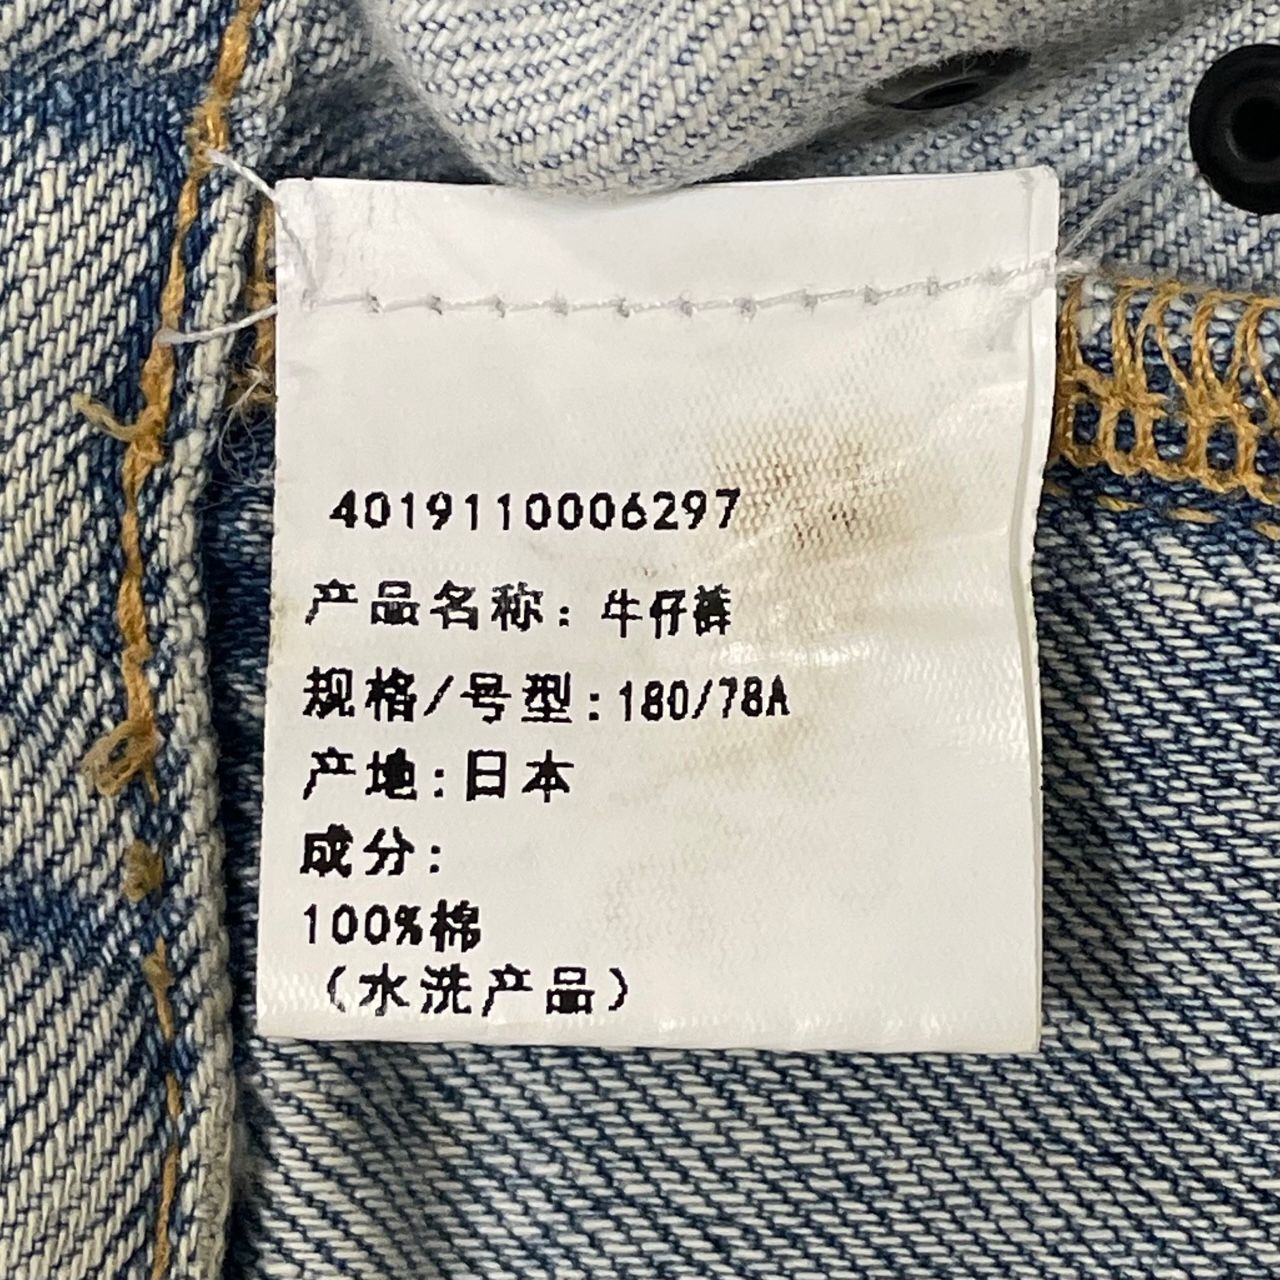 4019110006297
产品名称：牛仔裤
规格/号型：180/78A
产地：日本
成分：
100%棉
（水洗产品）